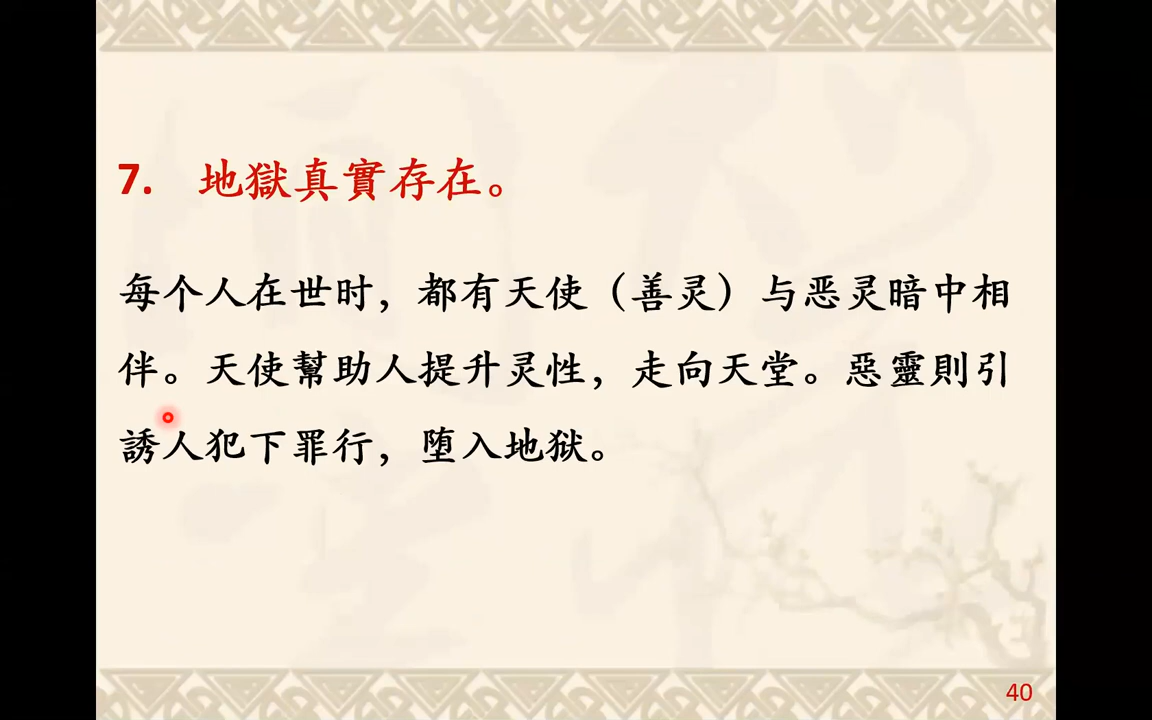 7. 地獄真實存在。
每个人在世时，都有天使（善灵）与恶灵暗中相
伴。天使幫助人提升灵性，走向天堂。惡靈則引
誘人犯下罪行，堕入地狱。
40